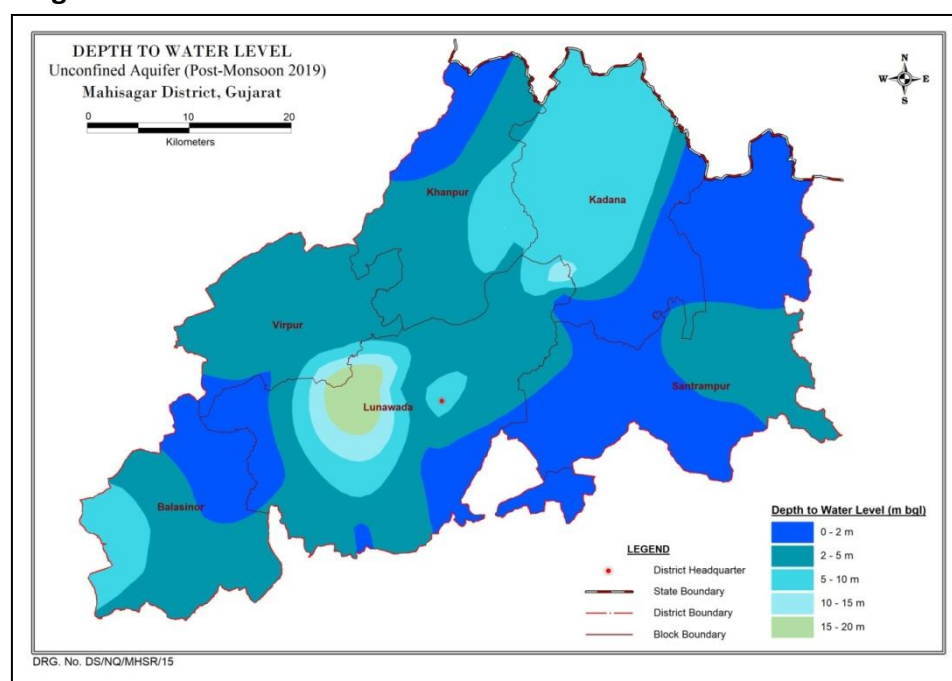 DEPTH TO WATER LEVEL
Unconfined Aquifer (Post-Monsoon 2019)
Mahisagar District, Gujarat
0 20
Kilometers
N
W E
S
Khanpur
Kadana
Virpur
Lunawada
Santrampur
Balasinor
Depth to Water Level (m bgl)
0 - 2 m
2 - 5 m
5 - 10 m
10 - 15 m
15 - 20 m
LEGEND
District Headquarter
State Boundary
District Boundary
Block Boundary
DRG. No. DS/NQ/MHSR/15